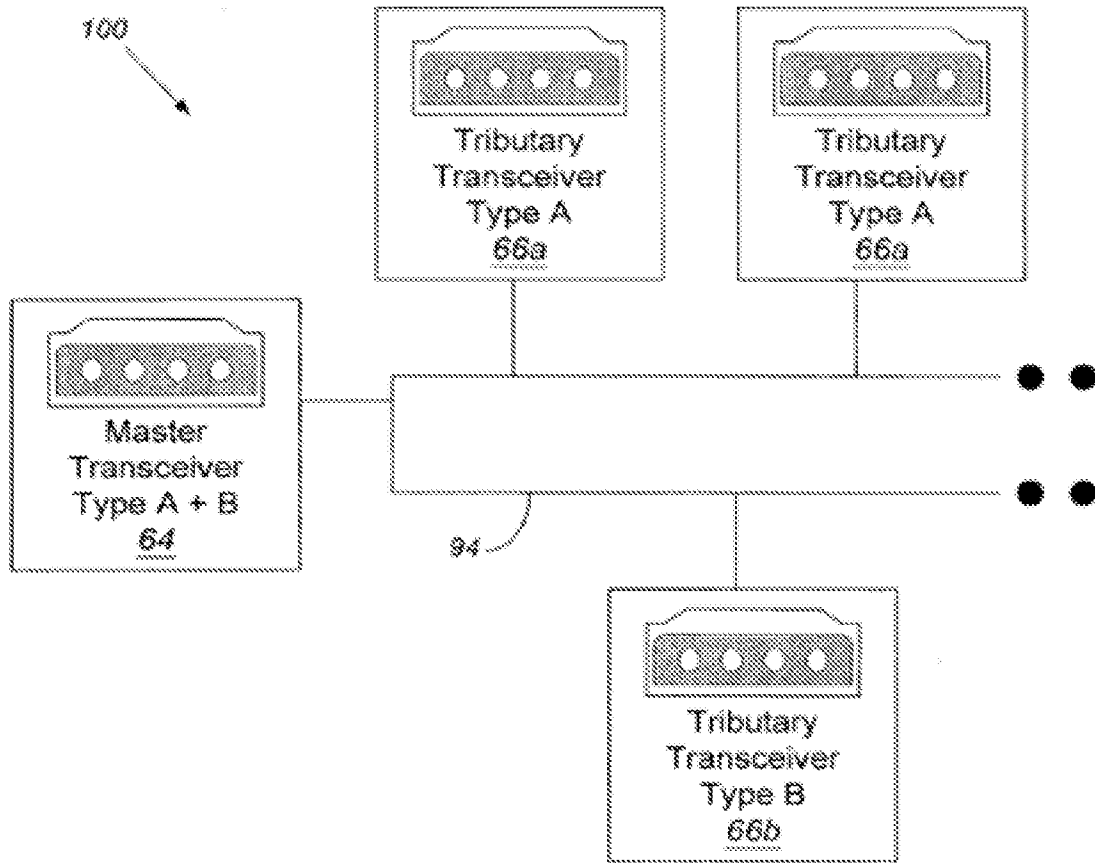 100
Tributary
Transceiver
Type A
66a
Tributary
Transceiver
Type A
66a
Master
Transceiver
Type A + B
64
94
Tributary
Transceiver
Type B
66b